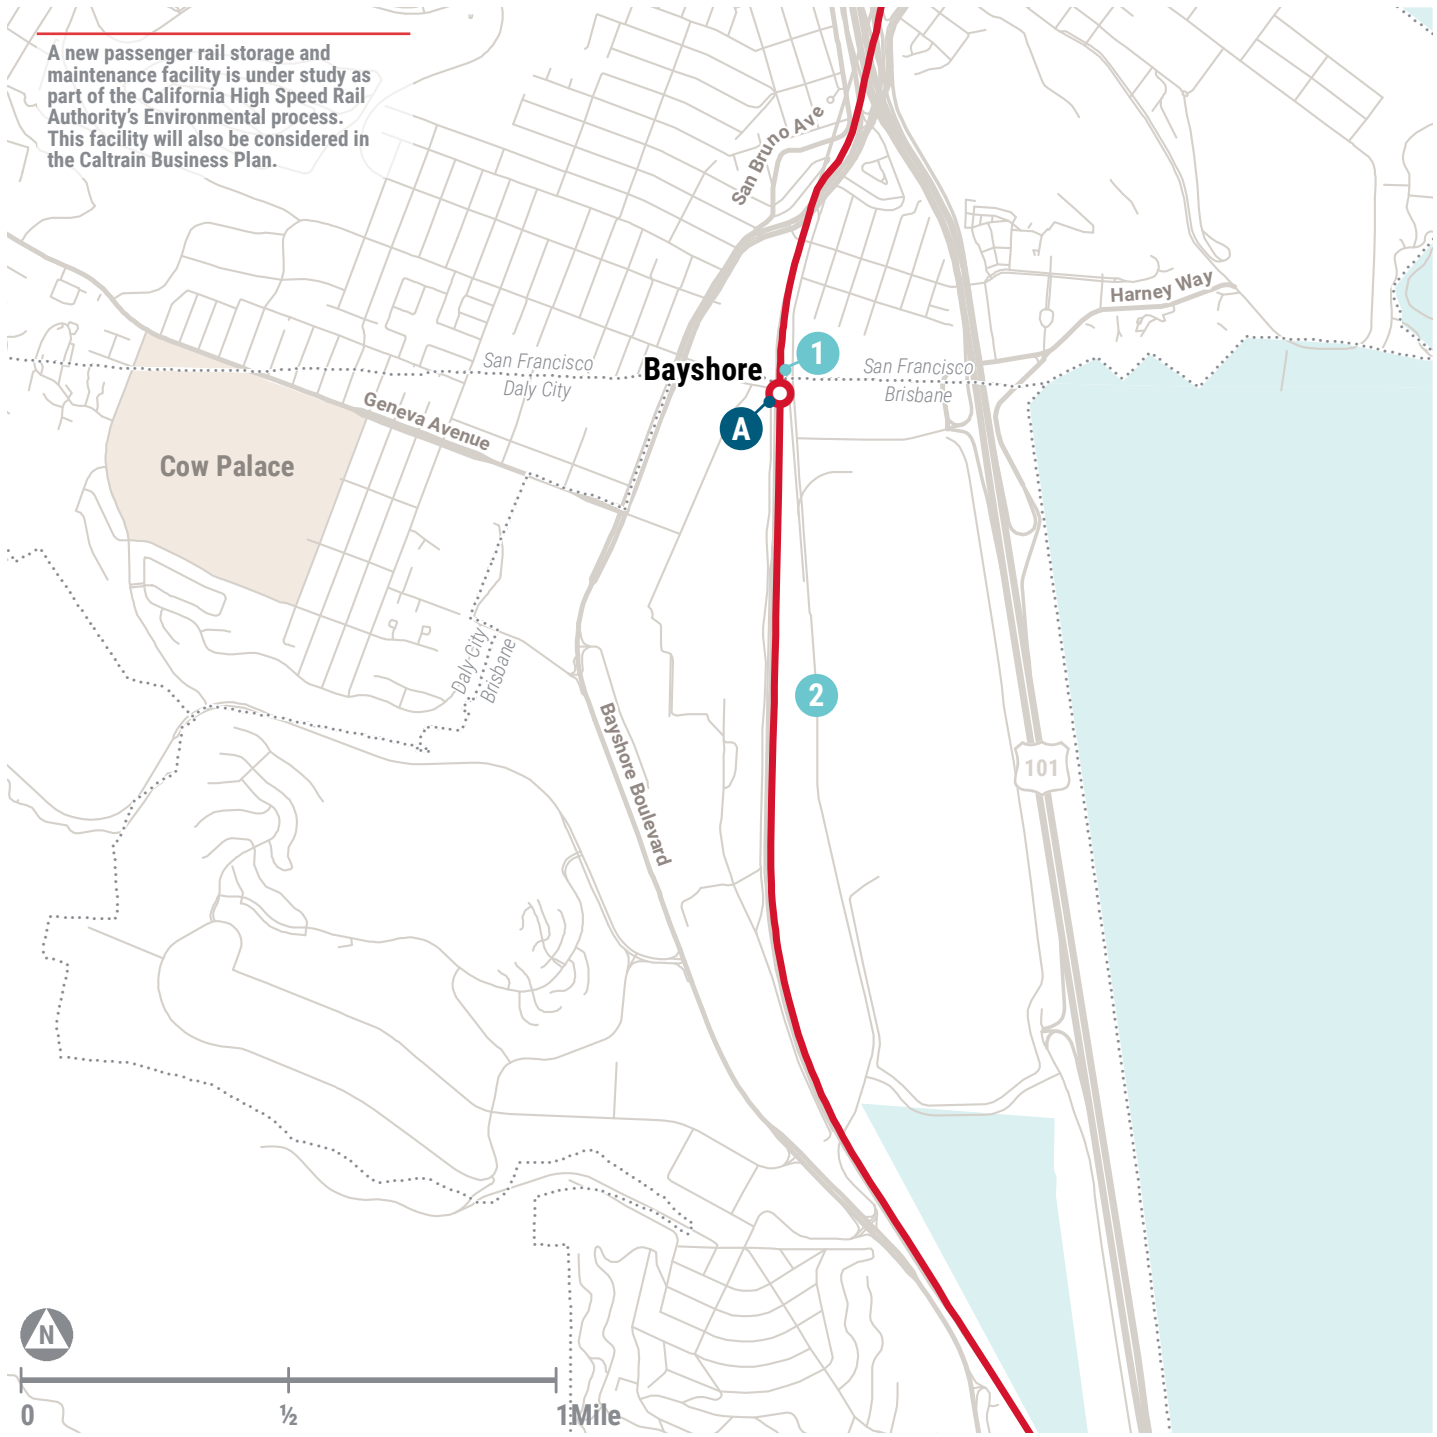 A new passenger rail storage and
maintenance facility is under study as
part of the California High Speed Rail
Authority's Environmental process.
This facility will also be considered in
the Caltrain Business Plan.
San Bruno Ave
Harney Way
San Francisco
Daly City
Bayshore
1
San Francisco
Brisbane
A
Geneva Avenue
Cow Palace
Daly City
Brisbane
2
Bayshore Boulevard
101
N
0
½
1Mile